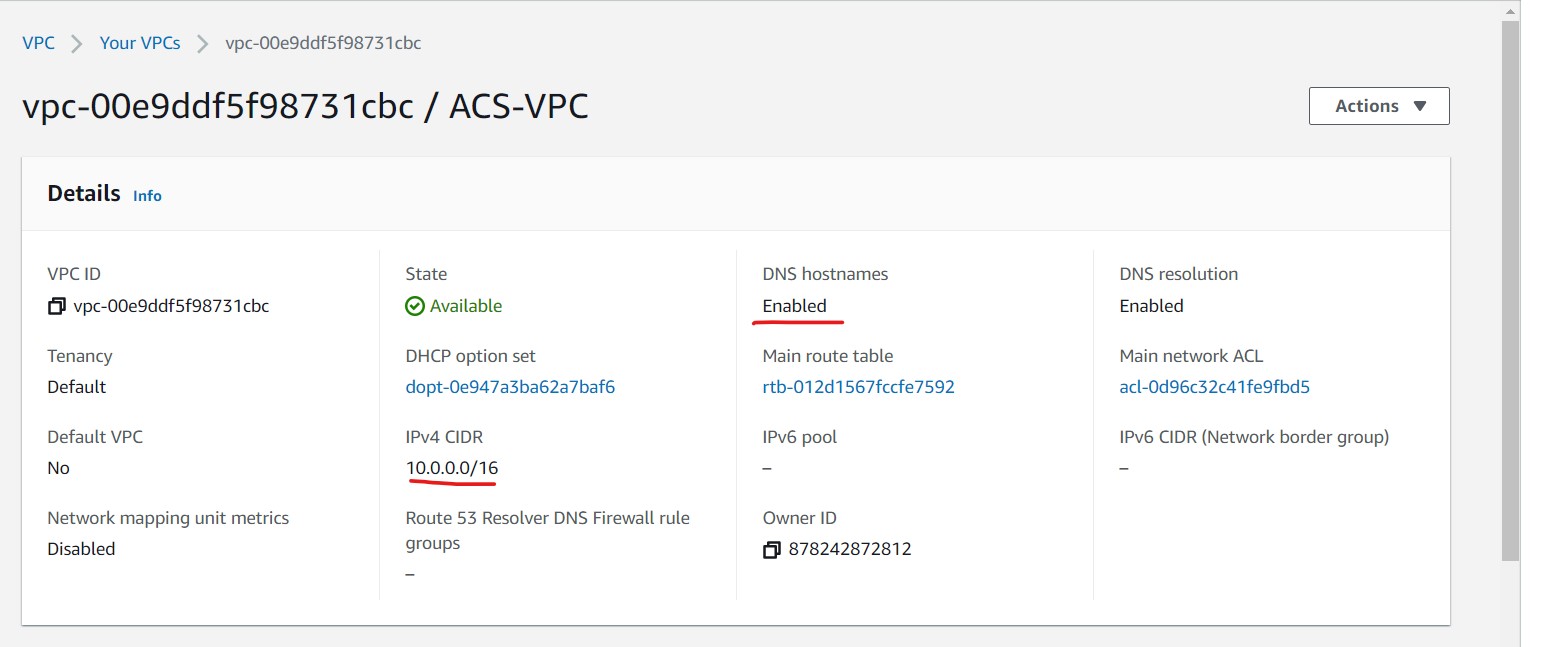 VPC > Your VPCs > vpc-00e9ddf5f98731cbc
vpc-00e9ddf5f98731cbc / ACS-VPC
Actions
Details Info
VPC ID
vpc-00e9ddf5f98731cbc
State
Available
DNS hostnames
Enabled
DNS resolution
Enabled
Tenancy
Default
DHCP option set
dopt-0e947a3ba62a7baf6
Main route table
rtb-012d1567fccfe7592
Main network ACL
acl-0d96c32c41fe9fbd5
Default VPC
No
IPv4 CIDR
10.0.0.0/16
IPv6 pool
–
IPv6 CIDR (Network border group)
–
Network mapping unit metrics
Disabled
Route 53 Resolver DNS Firewall rule
groups
–
Owner ID
878242872812